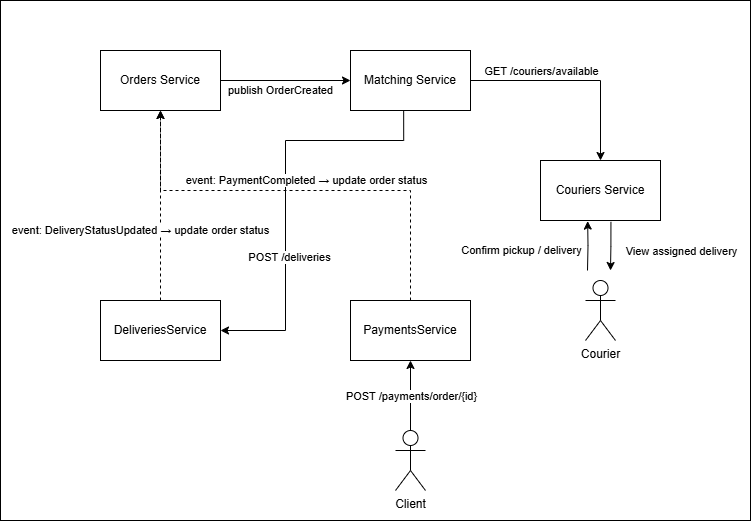 Orders Service
Matching Service
GET /couriers/available
publish OrderCreated
event: PaymentCompleted → update order status
Couriers Service
event: DeliveryStatusUpdated → update order status
Confirm pickup / delivery
View assigned delivery
POST /deliveries
DeliveriesService
PaymentsService
Courier
POST /payments/order/{id}
Client